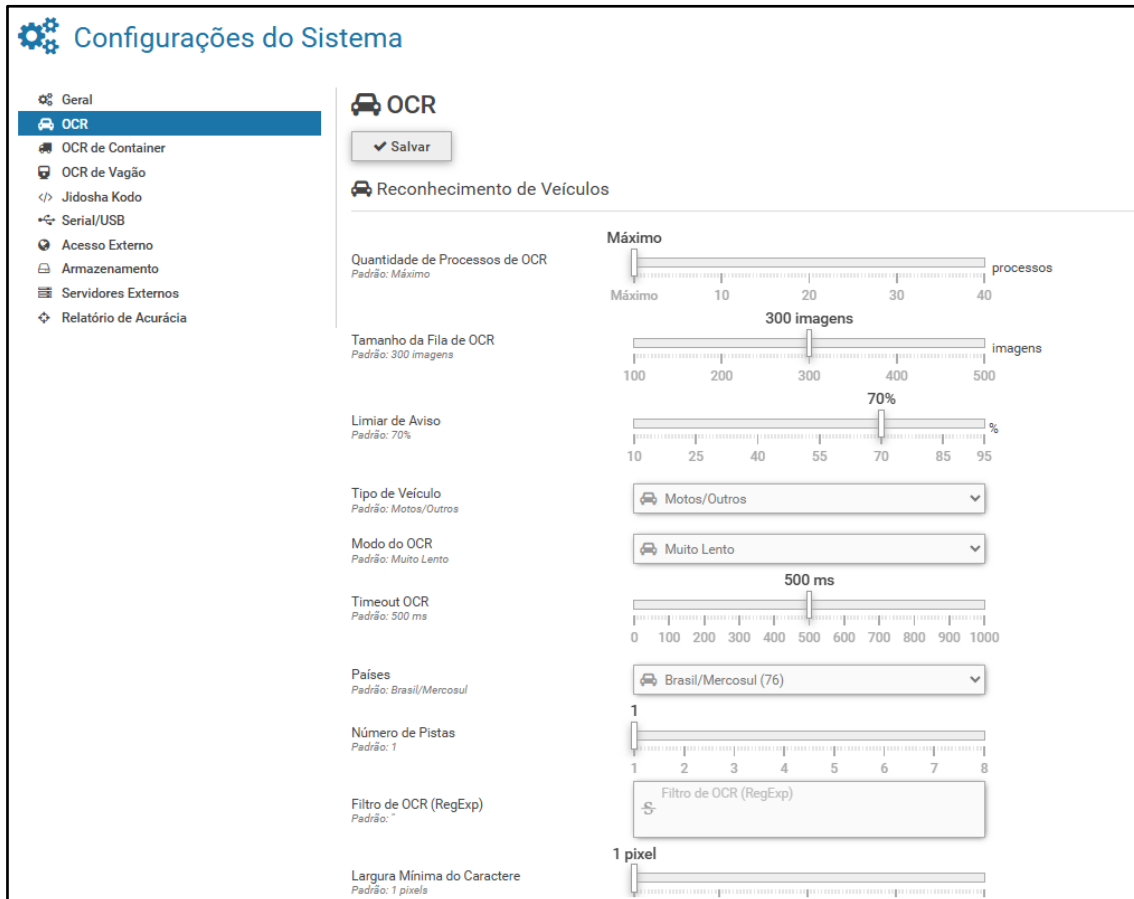 Configurações do Sistema
Geral
OCR
OCR de Container
OCR de Vagão
Jidosha Kodo
Serial/USB
Acesso Externo
Armazenamento
Servidores Externos
Relatório de Acurácia
OCR
Salvar
Reconhecimento de Veículos
Máximo
Quantidade de Processos de OCR
Padrão: Máximo
processos
Máximo 10 20 30 40
300 imagens
Tamanho da Fila de OCR
Padrão: 300 imagens
imagens
100 200 300 400 500
70%
Limiar de Aviso
Padrão: 70%
%
10 25 40 55 70 85 95
Tipo de Veículo
Padrão: Motos/Outros
Motos/Outros
Modo do OCR
Padrão: Muito Lento
Muito Lento
500 ms
Timeout OCR
Padrão: 500 ms
0 100 200 300 400 500 600 700 800 900 1000
Países
Padrão: Brasil/Mercosul
Brasil/Mercosul (76)
1
Número de Pistas
Padrão: 1
1 2 3 4 5 6 7 8
Filtro de OCR (RegExp)
Padrão: "
Filtro de OCR (RegExp)
1 pixel
Largura Mínima do Caractere
Padrão: 1 pixels